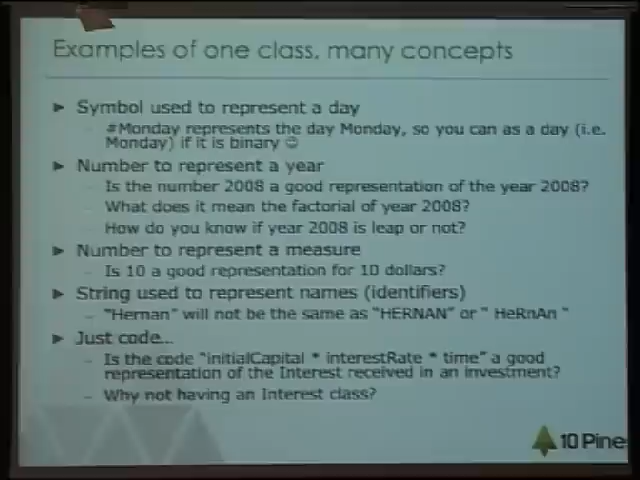 Examples of one class, many concepts
► Symbol used to represent a day
– #Monday represents the day Monday, so you can as a day (i.e.
Monday) if it is binary ☺
► Number to represent a year
– Is the number 2008 a good representation of the year 2008?
– What does it mean the factorial of year 2008?
– How do you know if year 2008 is leap or not?
► Number to represent a measure
– Is 10 a good representation for 10 dollars?
► String used to represent names (identifiers)
– "Hernan" will not be the same as "HERNAN" or " HeRnAn "
► Just code...
– Is the code "initialCapital * interestRate * time" a good
representation of the Interest received in an investment?
– Why not having an Interest class?
10 Pine